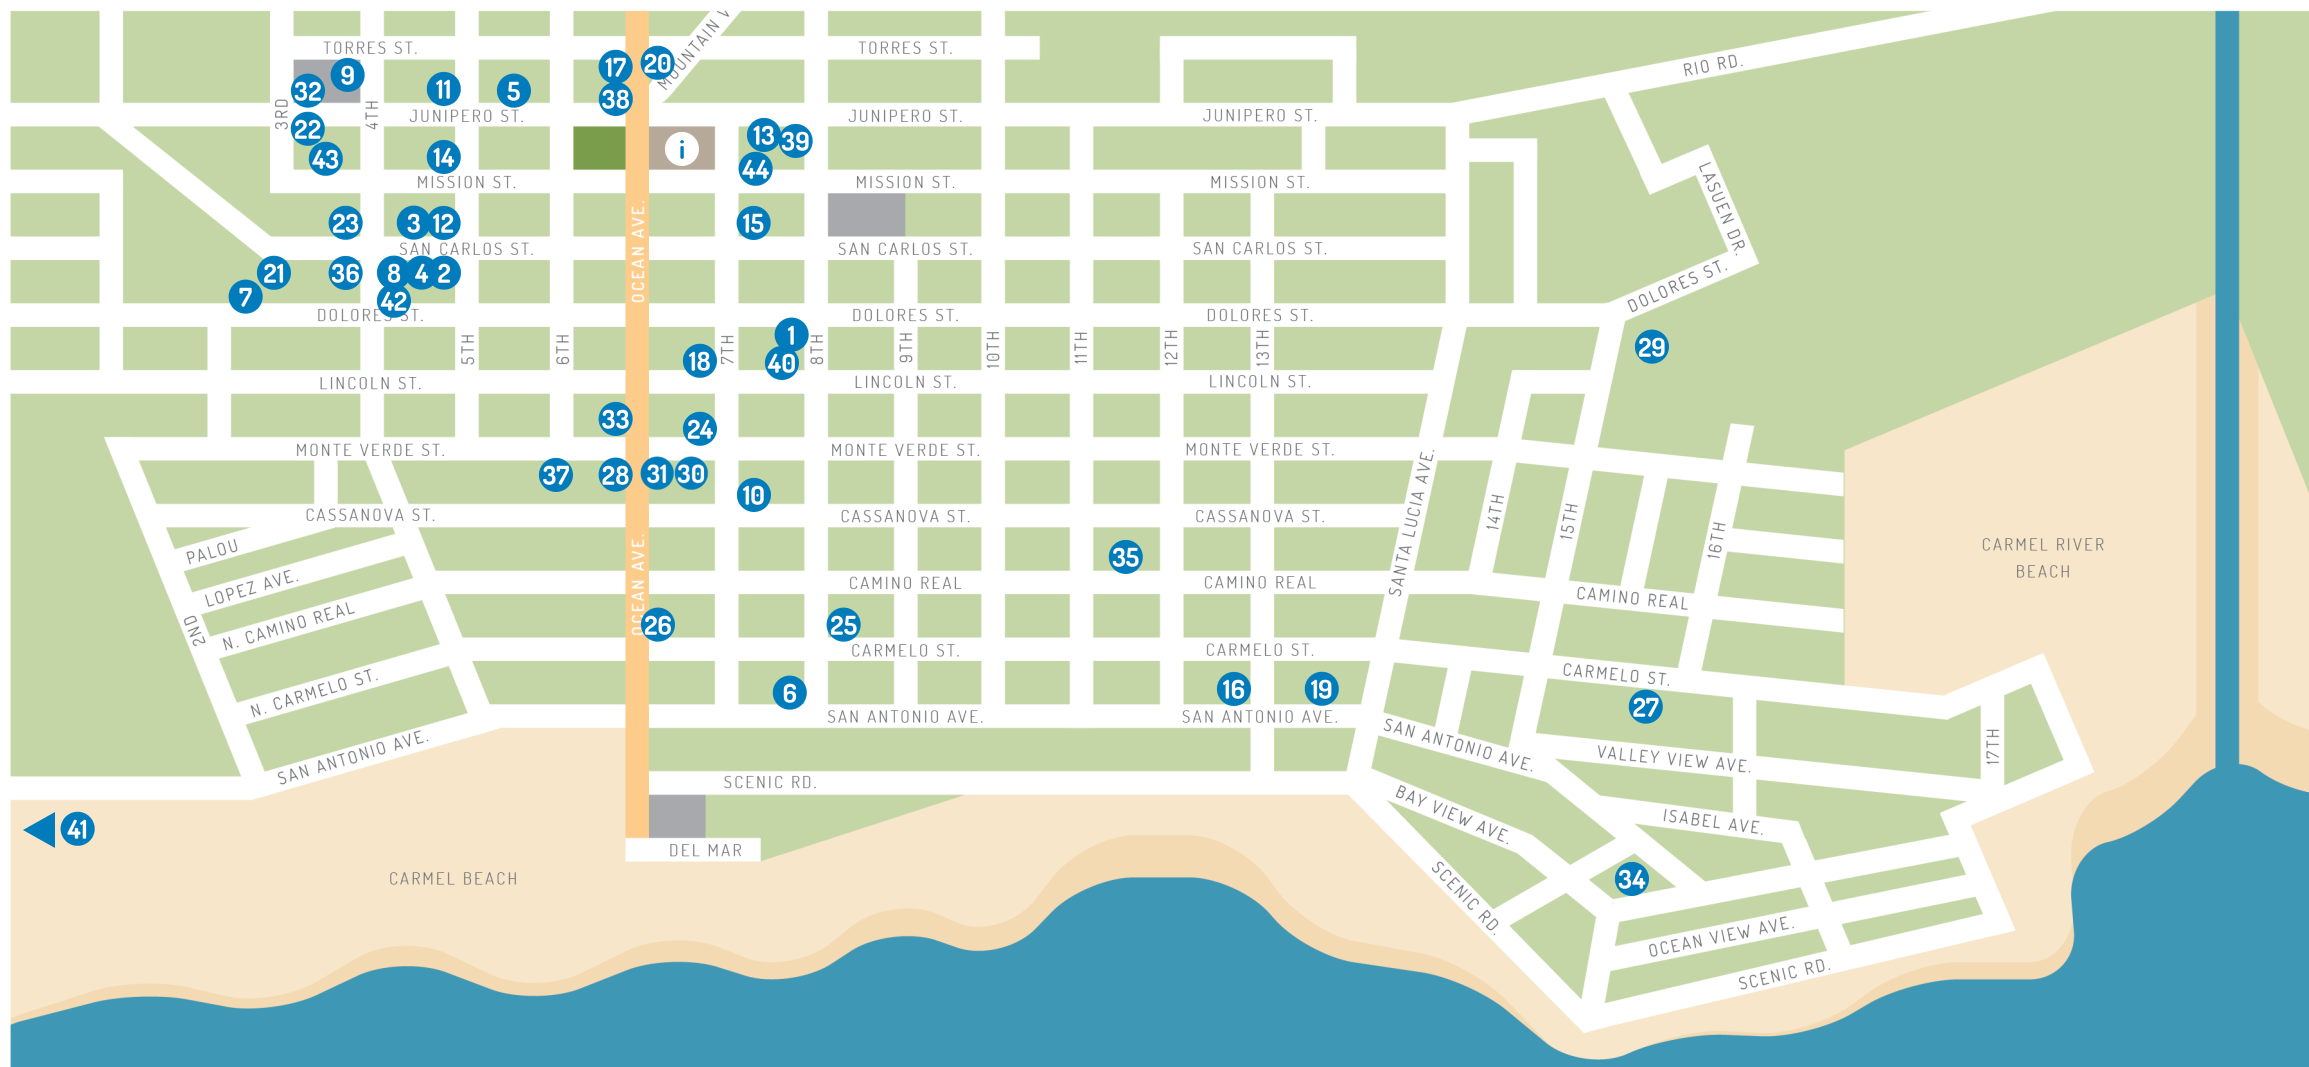 MOUNTAIN V
TORRES ST.
TORRES ST.
RIO RD.
17
20
9
32
11
5
38
3RD
4TH
JUNIPERO ST.
JUNIPERO ST.
JUNIPERO ST.
22
13
39
43
14
i
44
MISSION ST.
MISSION ST.
MISSION ST.
LASUEN DR.
23
3
12
15
OCEAN AVE.
SAN CARLOS ST.
SAN CARLOS ST.
SAN CARLOS ST.
21
36
8
4
2
7
42
DOLORES ST.
DOLORES ST.
DOLORES ST.
DOLORES ST.
1
5TH
6TH
18
7TH
40
8TH
9TH
10TH
11TH
12TH
13TH
29
LINCOLN ST.
LINCOLN ST.
LINCOLN ST.
33
24
MONTE VERDE ST.
MONTE VERDE ST.
MONTE VERDE ST.
37
28
31
30
10
SANTA LUCIA AVE.
14TH
15TH
16TH
CASSANOVA ST.
CASSANOVA ST.
CASSANOVA ST.
PALOU
OCEAN AVE.
35
CARMEL RIVER
BEACH
LOPEZ AVE.
CAMINO REAL
CAMINO REAL
CAMINO REAL
2ND
N. CAMINO REAL
26
25
CARMELO ST.
CARMELO ST.
CARMELO ST.
N. CARMELO ST.
6
16
19
27
SAN ANTONIO AVE.
SAN ANTONIO AVE.
SAN ANTONIO AVE.
SAN ANTONIO AVE.
VALLEY VIEW AVE.
17TH
SCENIC RD.
BAY VIEW AVE.
ISABEL AVE.
41
DEL MAR
CARMEL BEACH
34
SCENIC RD.
OCEAN VIEW AVE.
SCENIC RD.